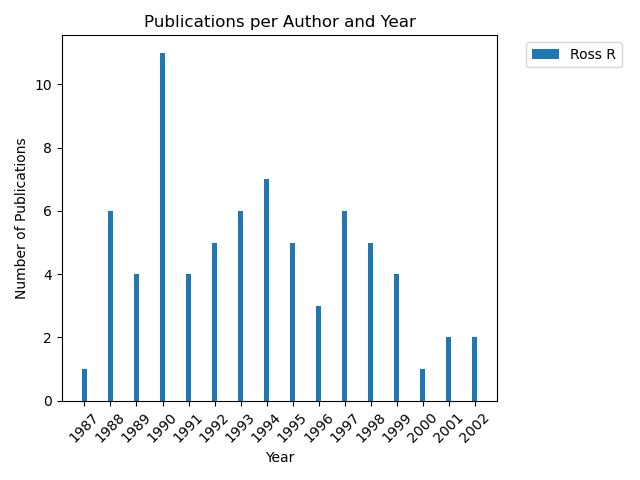 Publications per Author and Year
Ross R
Number of Publications
10
8
6
4
2
0
1987 1988 1989 1990 1991 1992 1993 1994 1995 1996 1997 1998 1999 2000 2001 2002
Year